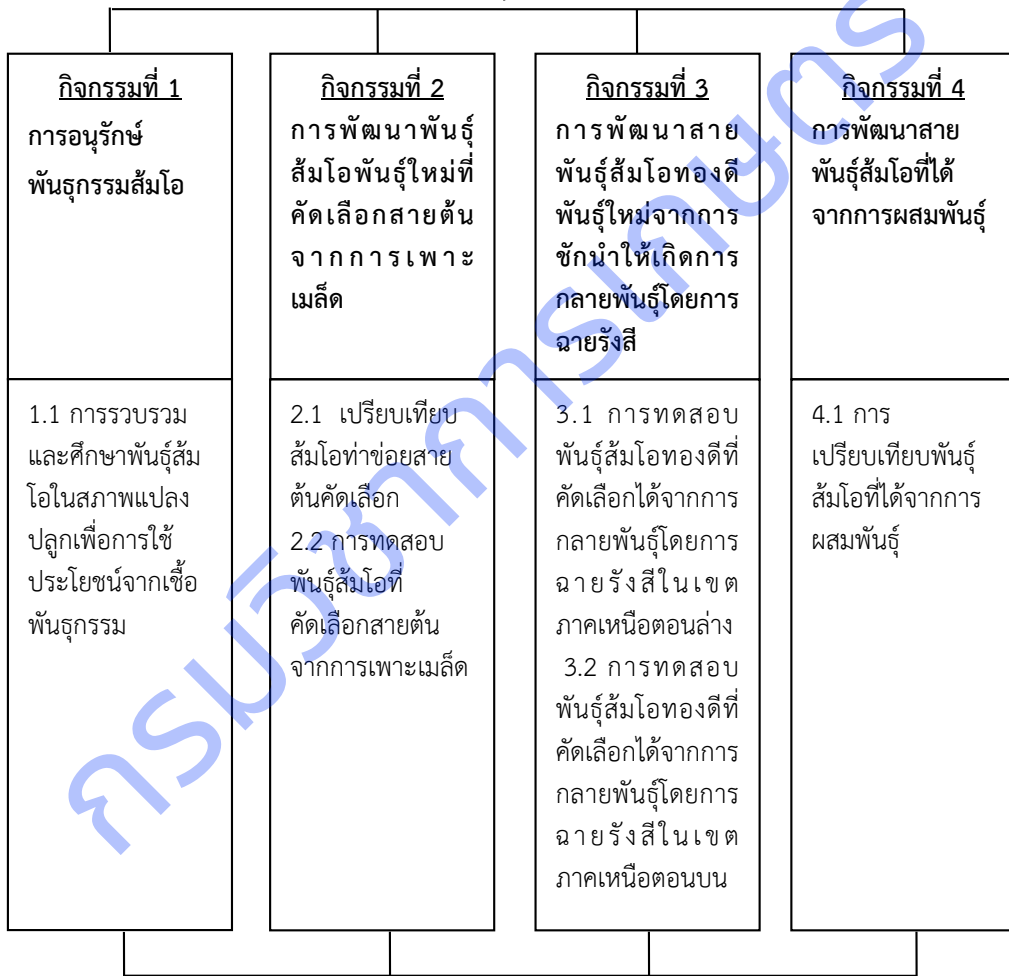 กิจกรรมที่ 1
การอนุรักษ์
พันธุกรรมส้มโอ
กิจกรรมที่ 2
การพัฒนาพันธุ์
ส้มโอพันธุ์ใหม่ที่
คัดเลือกสายต้น
จากการเพาะ
เมล็ด
กิจกรรมที่ 3
การพัฒนาสาย
พันธุ์ส้มโอทองดี
พันธุ์ใหม่จากการ
ชักนำให้เกิดการ
กลายพันธุ์โดยการ
ฉายรังสี
กิจกรรมที่ 4
การพัฒนาสาย
พันธุ์ส้มโอที่ได้
จากการผสมพันธุ์
1.1 การรวบรวม
และศึกษาพันธุ์ส้ม
โอในสภาพแปลง
ปลูกเพื่อการใช้
ประโยชน์จากเชื้อ
พันธุกรรม
2.1 เปรียบเทียบ
ส้มโอท่าข่อยสาย
ต้นคัดเลือก
2.2 การทดสอบ
พันธุ์ส้มโอที่
คัดเลือกสายต้น
จากการเพาะเมล็ด
3.1 การทดสอบ
พันธุ์ส้มโอทองดีที่
คัดเลือกได้จากการ
กลายพันธุ์โดยการ
ฉายรังสีในเขต
ภาคเหนือตอนล่าง
3.2 การทดสอบ
พันธุ์ส้มโอทองดีที่
คัดเลือกได้จากการ
กลายพันธุ์โดยการ
ฉายรังสีในเขต
ภาคเหนือตอนบน
4.1 การ
เปรียบเทียบพันธุ์
ส้มโอที่ได้จากการ
ผสมพันธุ์
กรมวิชาการเกษตร